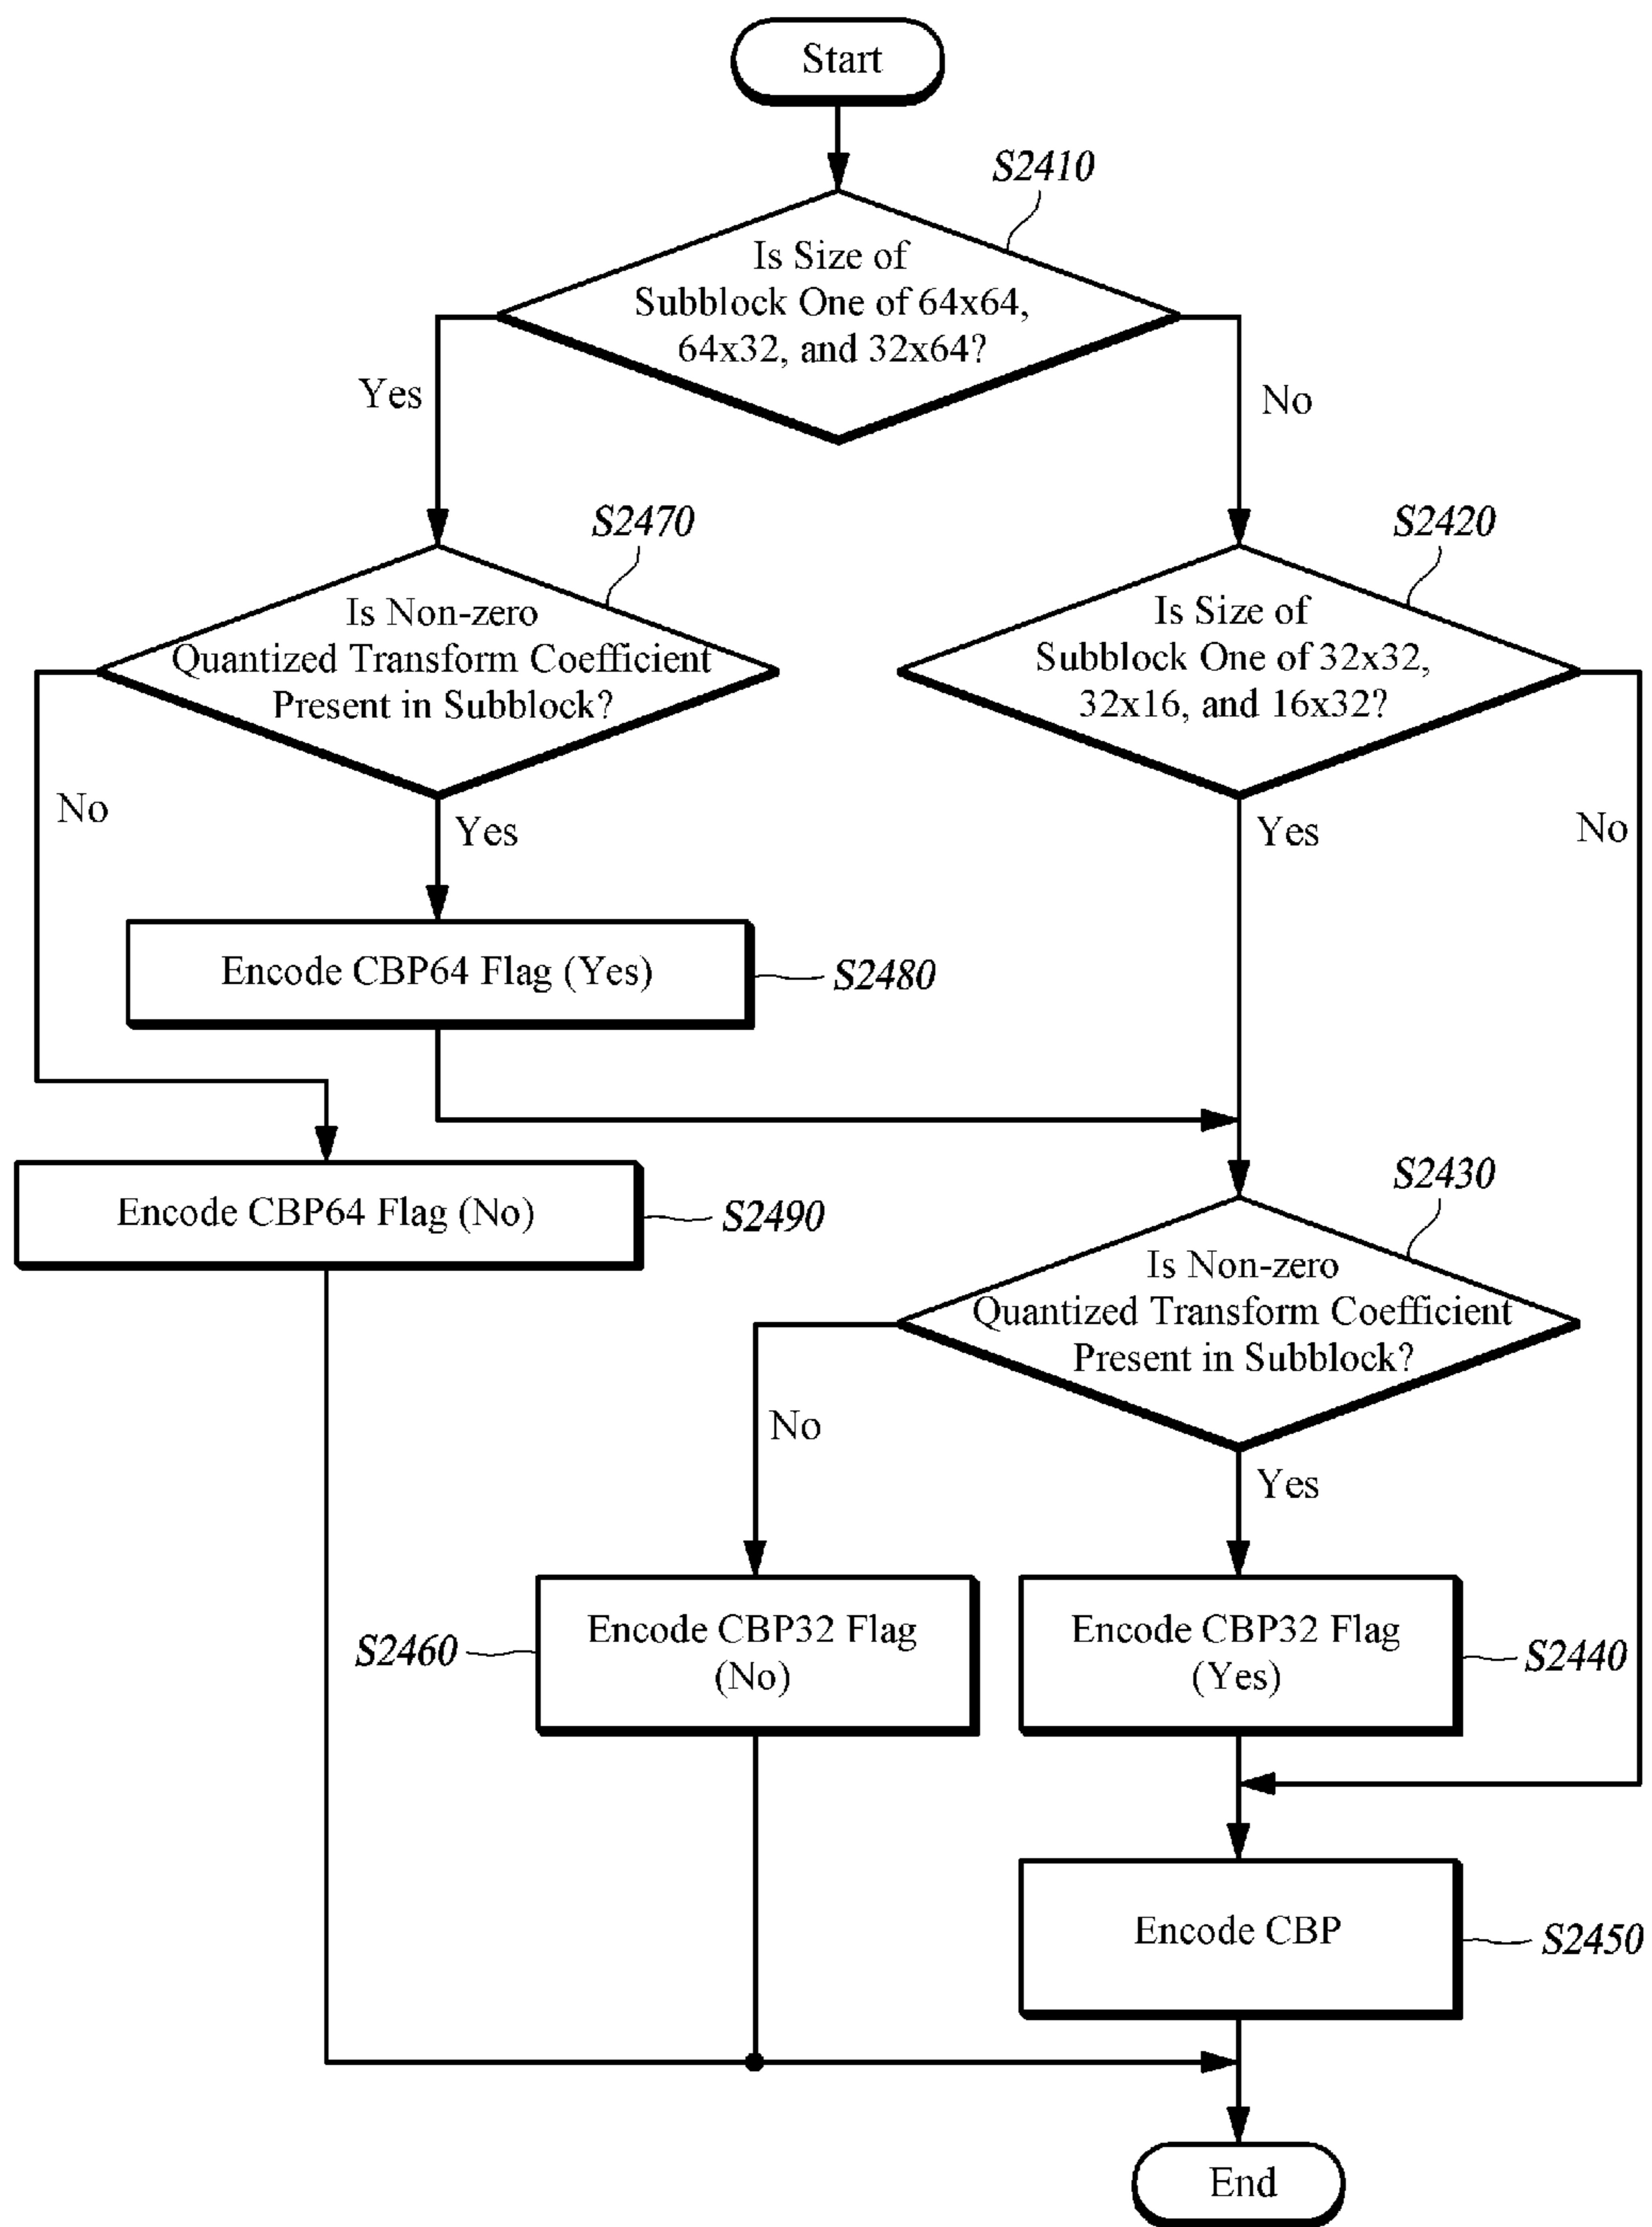 Start
S2410
Is Size of
Subblock One of 64x64,
64x32, and 32x64?
Yes
No
S2470
S2420
Is Non-zero
Quantized Transform Coefficient
Present in Subblock?
Is Size of
Subblock One of 32x32,
32x16, and 16x32?
No
Yes
Yes
No
Encode CBP64 Flag (Yes)
S2480
Encode CBP64 Flag (No)
S2490
S2430
Is Non-zero
Quantized Transform Coefficient
Present in Subblock?
No
Yes
S2460
Encode CBP32 Flag
(No)
Encode CBP32 Flag
(Yes)
S2440
Encode CBP
S2450
End